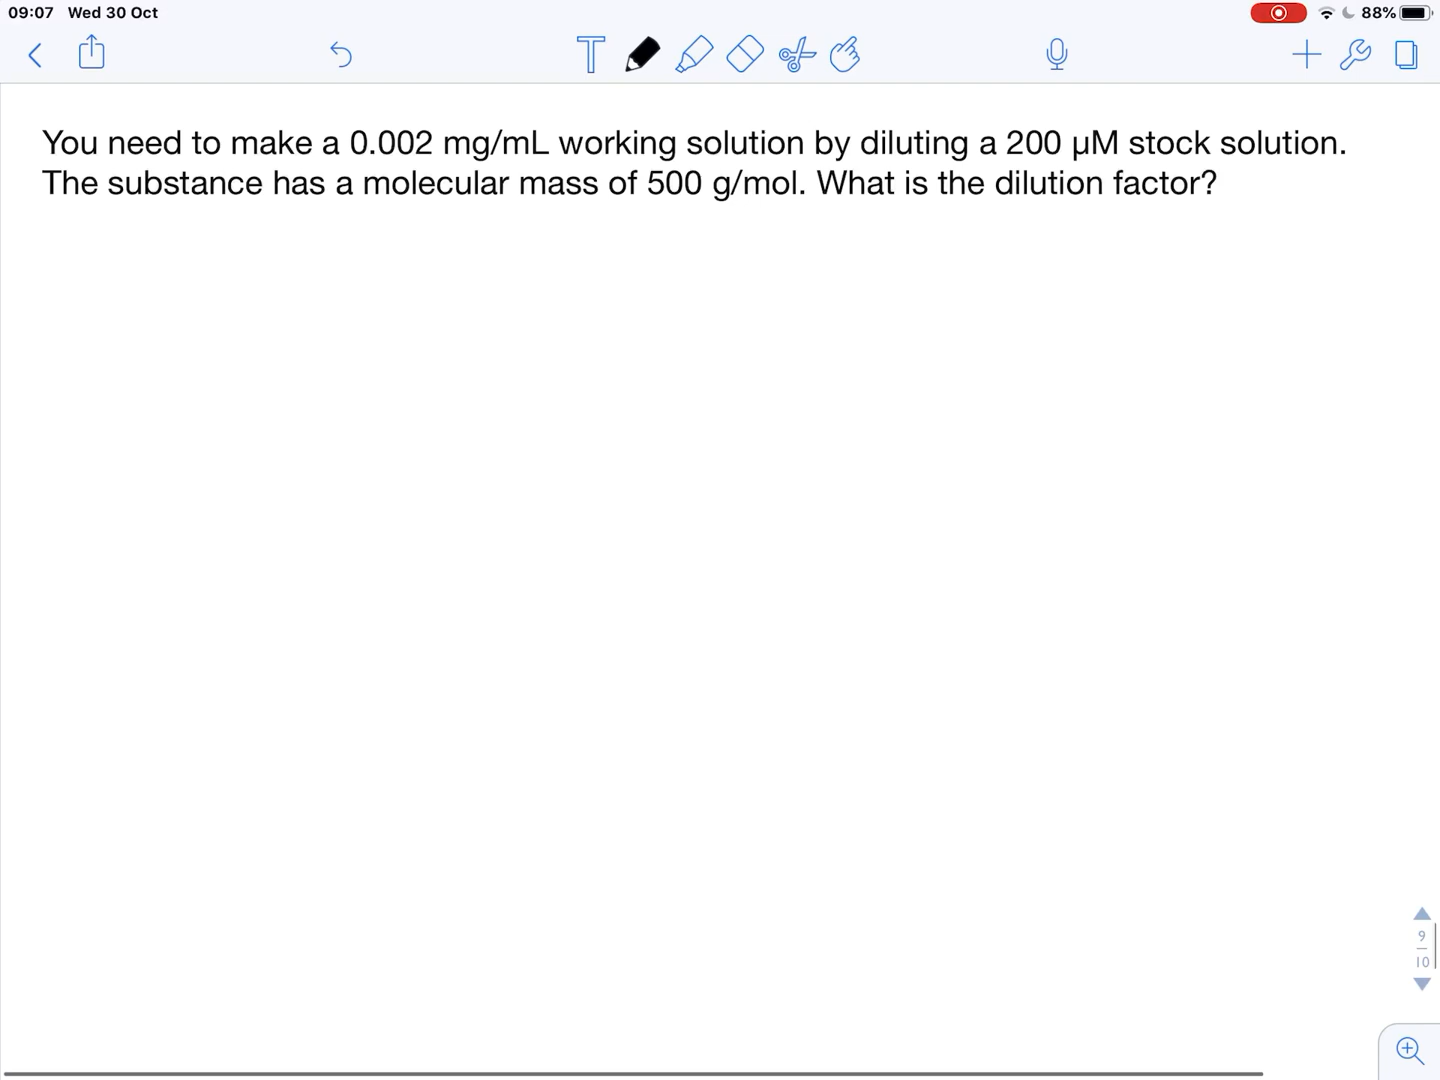 09:07 Wed 30 Oct
88%
T
You need to make a 0.002 mg/mL working solution by diluting a 200 µM stock solution.
The substance has a molecular mass of 500 g/mol. What is the dilution factor?
9
10